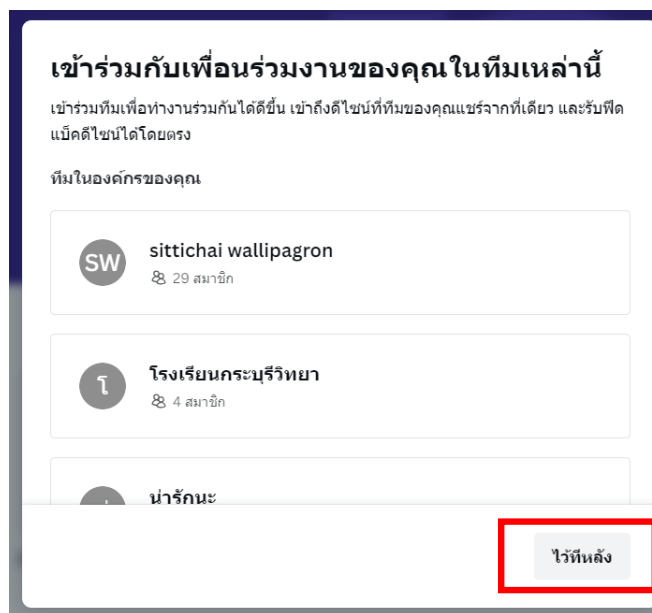 เข้าร่วมกับเพื่อนร่วมงานของคุณในทีมเหล่านี้
เข้าร่วมทีมเพื่อทำงานร่วมกันได้ดีขึ้น เข้าถึงดีไซน์ที่ทีมของคุณแชร์จากที่เดียว และรับฟีด
แบ็คดีไซน์ได้โดยตรง
ทีมในองค์กรของคุณ
SW
sittichai wallipagron
29 สมาชิก
โ
โรงเรียนกระบุรีวิทยา
4 สมาชิก
น่ารักนะ
ไว้ทีหลัง